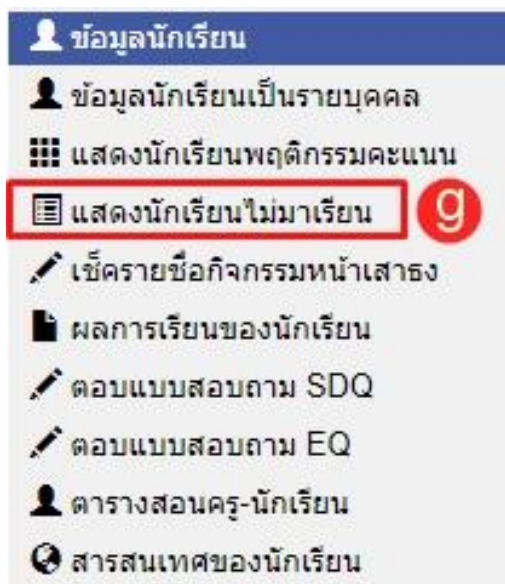 ข้อมูลนักเรียน
ข้อมูลนักเรียนเป็นรายบุคคล
แสดงนักเรียนพฤติกรรมคะแนน
แสดงนักเรียนไม่มาเรียน g
เช็ครายชื่อกิจกรรมหน้าเสาธง
ผลการเรียนของนักเรียน
ตอบแบบสอบถาม SDQ
ตอบแบบสอบถาม EQ
ตารางสอนครู-นักเรียน
สารสนเทศของนักเรียน